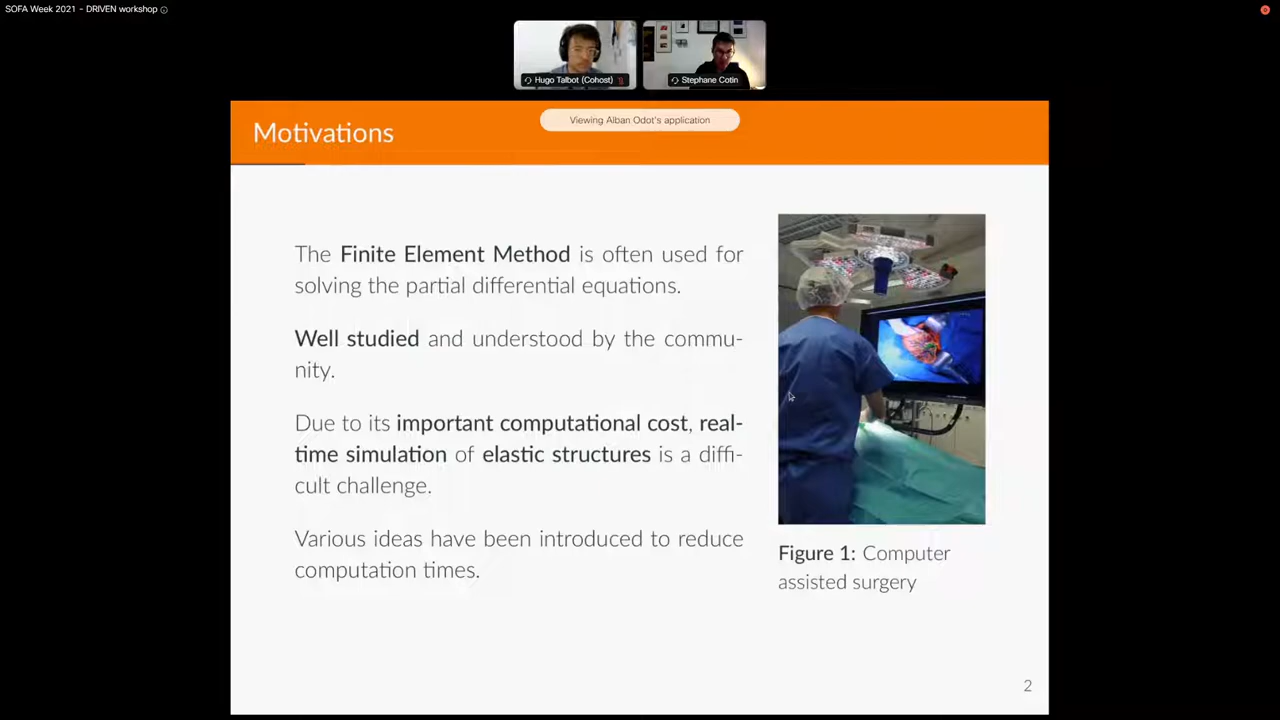 SOFA Week 2021 - DRIVEN workshop
Hugo Talbot (Cohost)
Stephane Cotin
Viewing Alban Odot's application
Motivations
The Finite Element Method is often used for
solving the partial differential equations.
Well studied and understood by the commu-
nity.
Due to its important computational cost, real-
time simulation of elastic structures is a diffi-
cult challenge.
Various ideas have been introduced to reduce
computation times.
Figure 1: Computer
assisted surgery
2